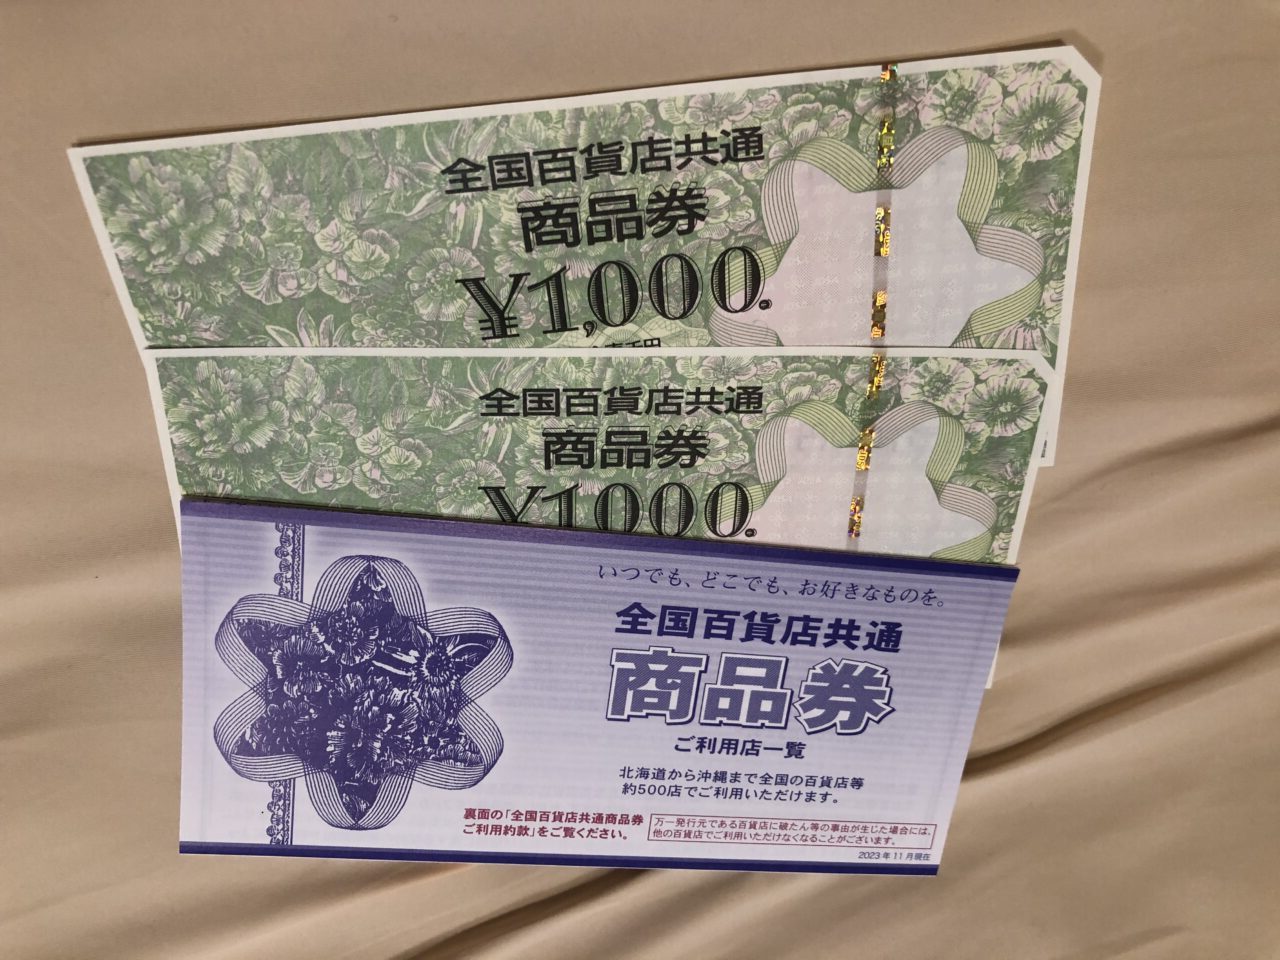 全国百貨店共通
商品券
¥1,000.
壱千円
全国百貨店共通
商品券
¥1,000.
いつでも、どこでも、お好きなものを。
全国百貨店共通
商品券
ご利用店一覧
北海道から沖縄まで全国の百貨店等
約500店でご利用いただけます。
裏面の「全国百貨店共通商品券
ご利用約款」をご覧ください。
万一発行元である百貨店に破たん等の事由が生じた場合には、
他の百貨店でご利用いただけなくなることがございます。
2023年11月現在